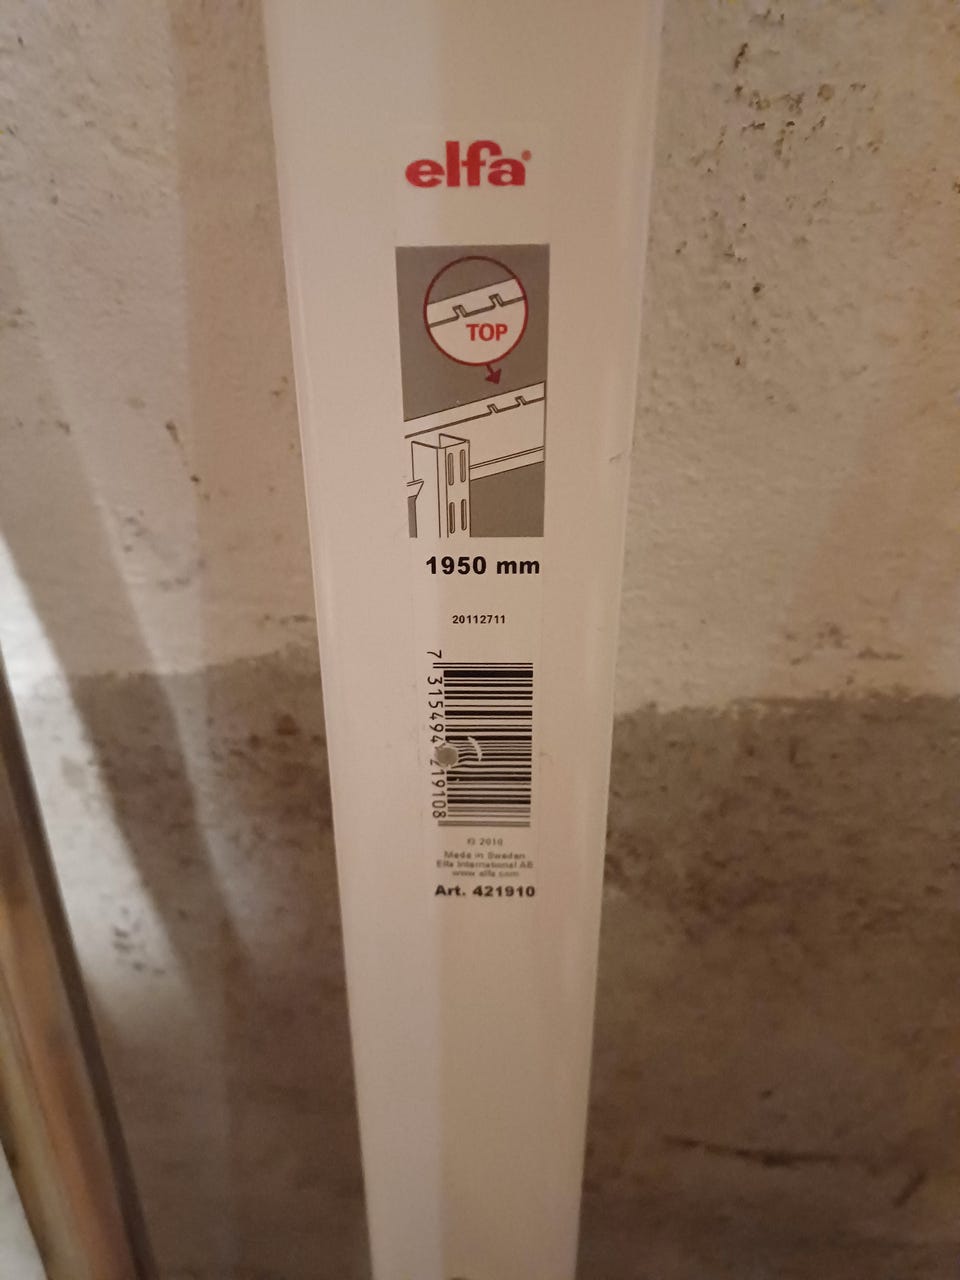 elfa®
TOP
1950 mm
20112711
7 315494 219108
© 2010
Made in Sweden
Elfa International AB
www.elfa.com
Art. 421910